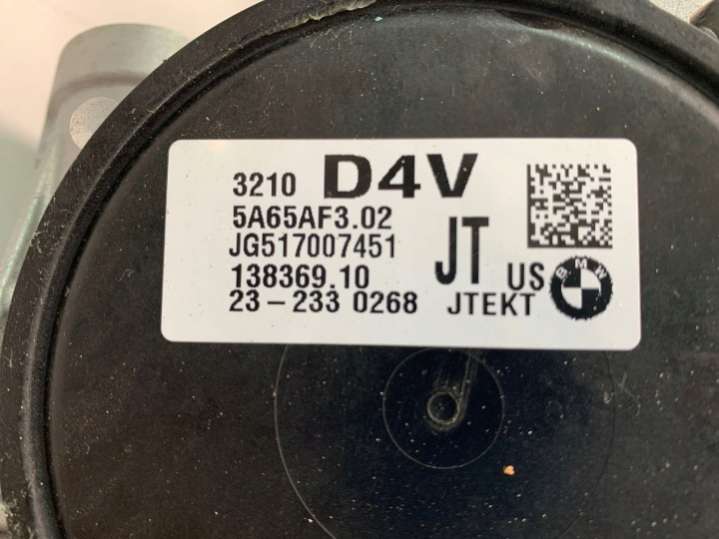 3210 D4V
5A65AF3.02
JG517007451
138369.10
23-233 0268
JT US
JTEKT
BMW